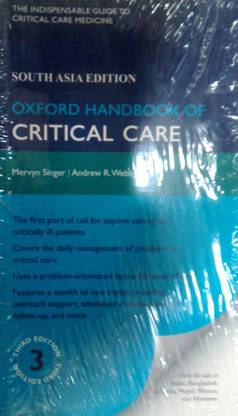 THE INDISPENSABLE GUIDE TO
CRITICAL CARE MEDICINE
SOUTH ASIA EDITION
OXFORD HANDBOOK OF
CRITICAL CARE
Mervyn Singer | Andrew R. Webb
The first port of call for anyone caring
critically ill patients
Covers the daily management of
critical care
Uses a problem-orientated layout
Features a wealth of new topics, including
outreach support,
follow-up, and more
THIRD EDITION
3
THIRD EDITION
Only for sale in
India, Bangladesh,
Nepal, Bhutan,
and Myanmar